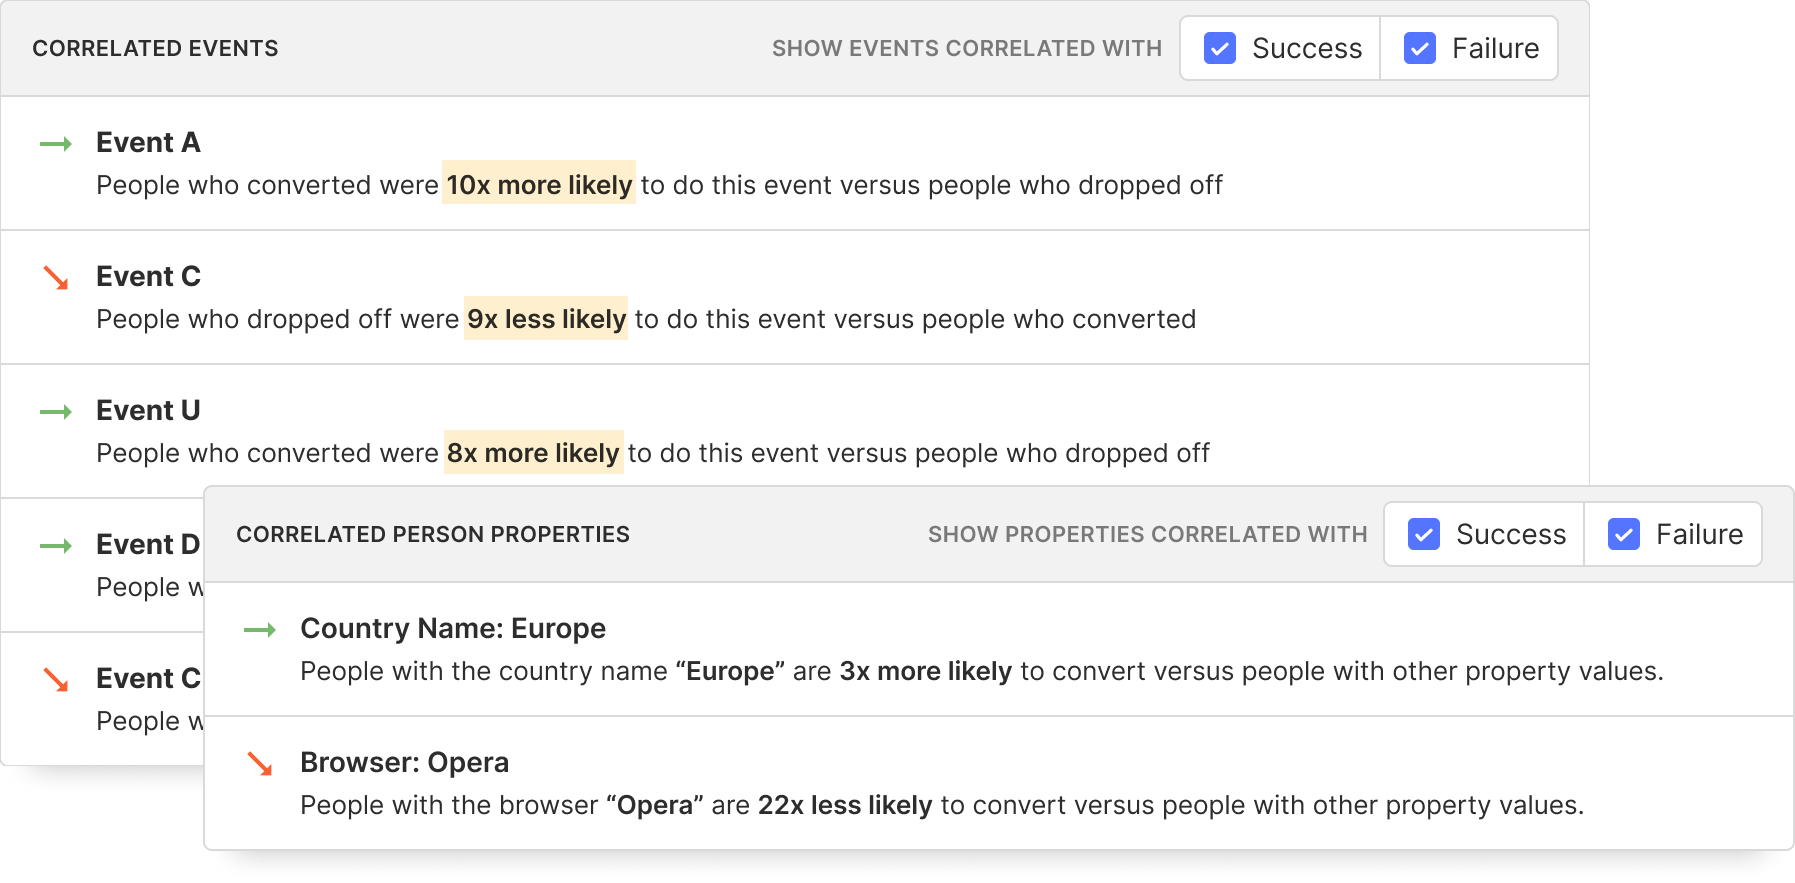 CORRELATED EVENTS
SHOW EVENTS CORRELATED WITH Success Failure
Event A
People who converted were 10x more likely to do this event versus people who dropped off
Event C
People who dropped off were 9x less likely to do this event versus people who converted
Event U
People who converted were 8x more likely to do this event versus people who dropped off
Event D
People
Event C
People
CORRELATED PERSON PROPERTIES
SHOW PROPERTIES CORRELATED WITH Success Failure
Country Name: Europe
People with the country name “Europe” are 3x more likely to convert versus people with other property values.
Browser: Opera
People with the browser “Opera” are 22x less likely to convert versus people with other property values.